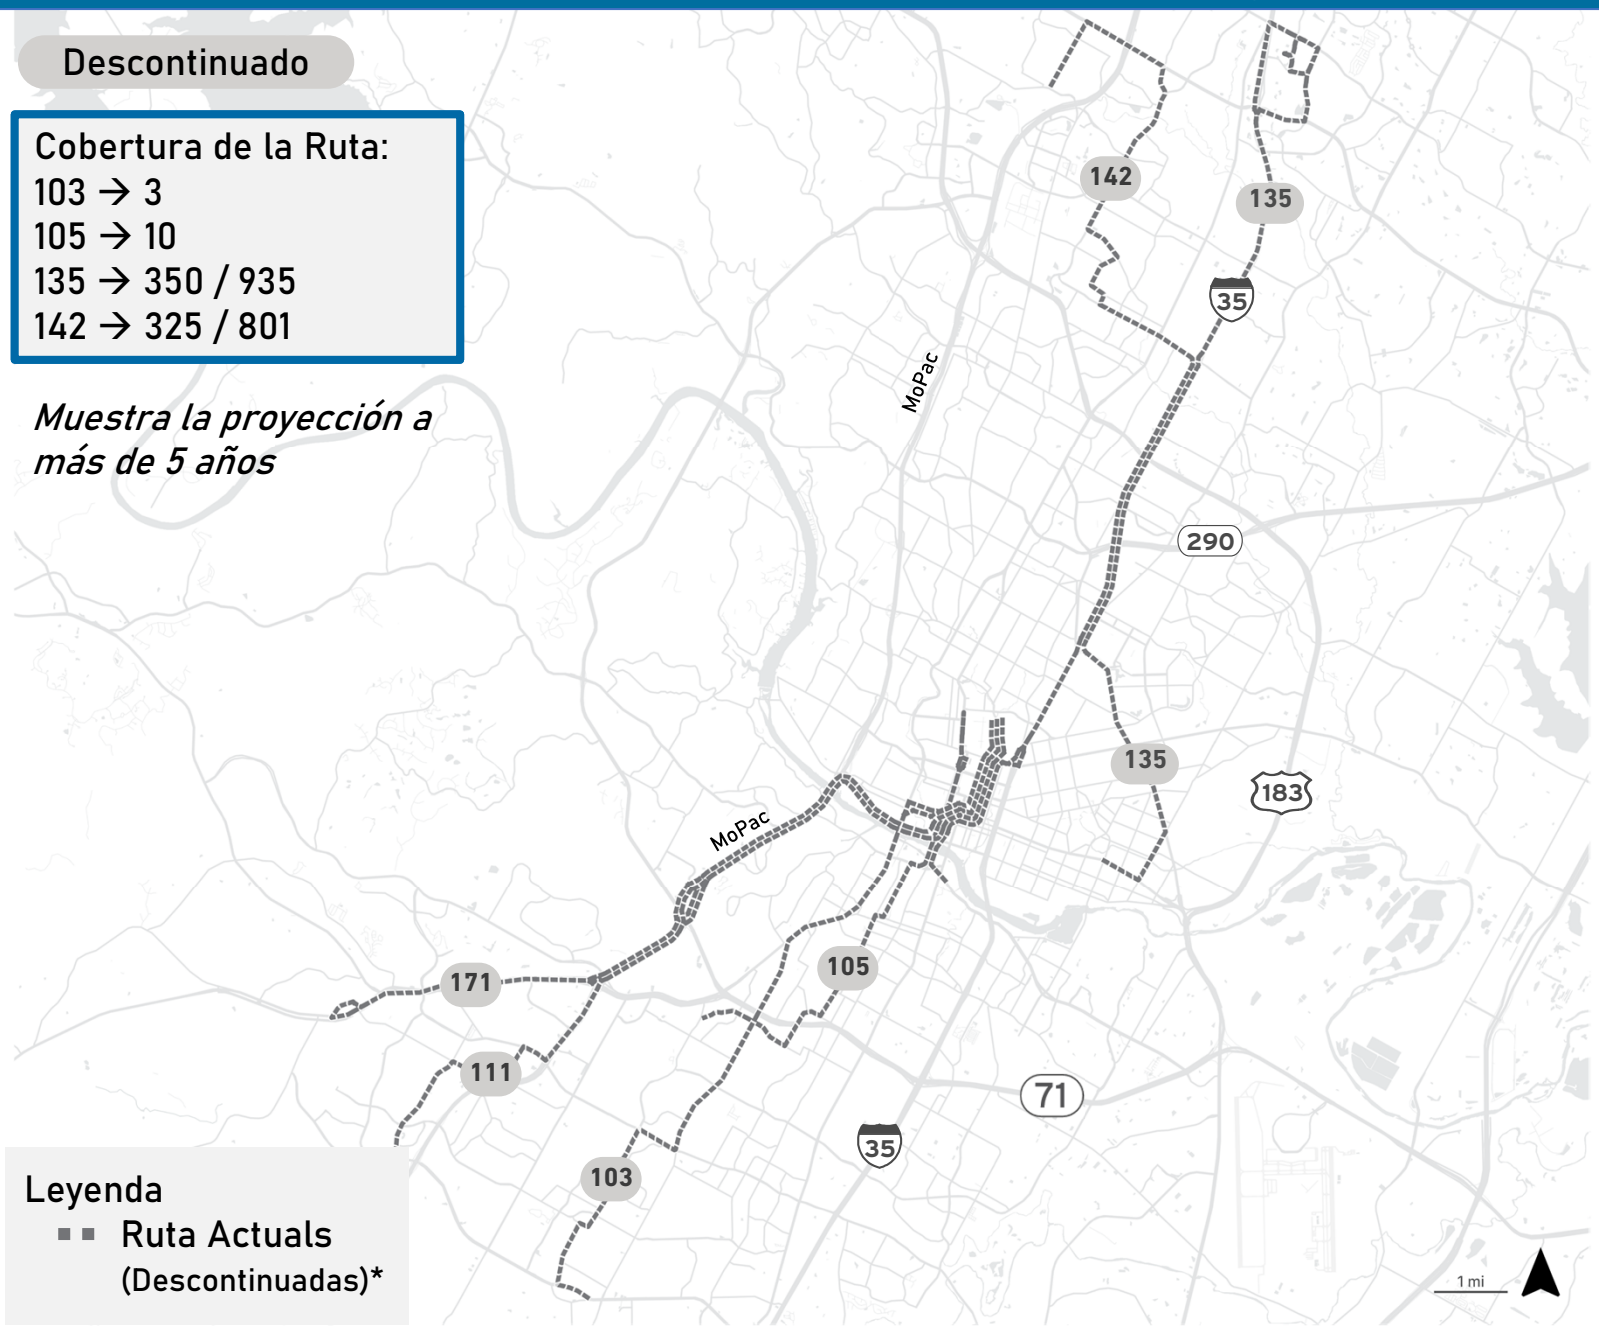 Descontinuado
Cobertura de la Ruta:
103 → 3
105 → 10
135 → 350 / 935
142 → 325 / 801
Muestra la proyección a
más de 5 años
142
135
35
MoPac
290
135
183
MoPac
105
171
111
71
35
103
Leyenda
Ruta Actuals
(Descontinuadas)*
1 mi